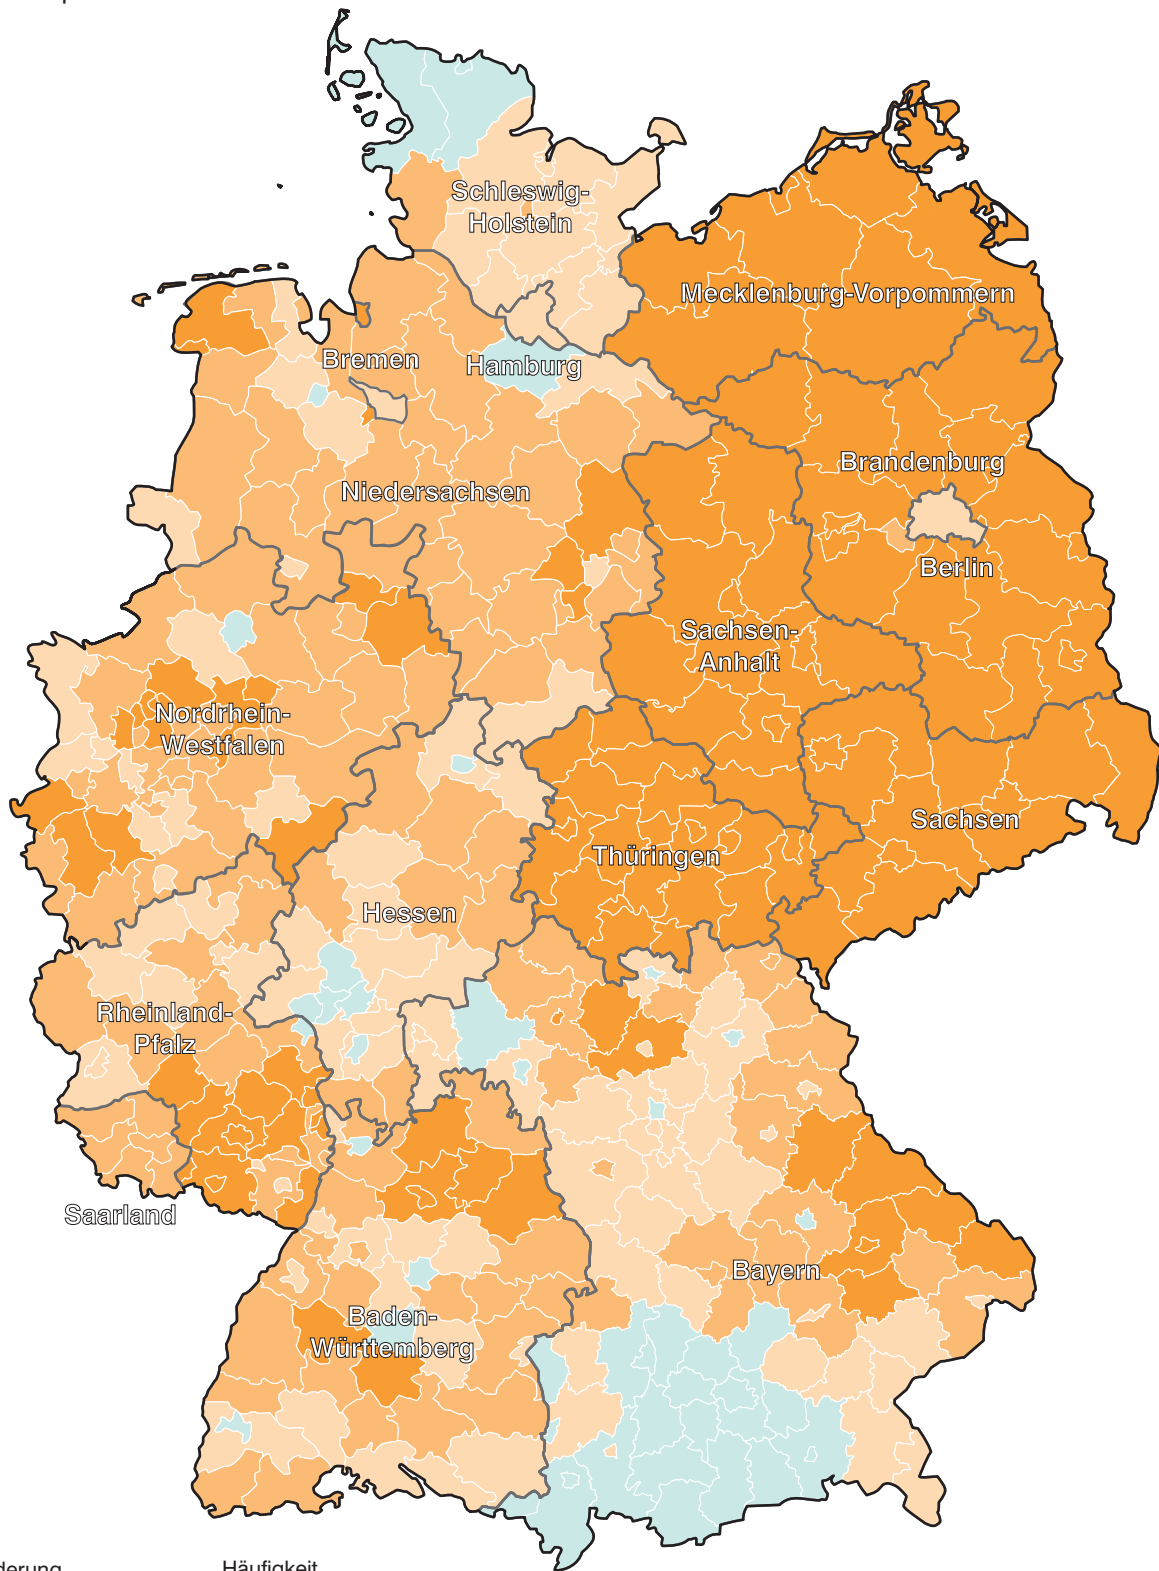 Schleswig-
Holstein
Mecklenburg-Vorpommern
Bremen
Hamburg
Brandenburg
Niedersachsen
Berlin
Sachsen-
Anhalt
Nordrhein-
Westfalen
Sachsen
Thüringen
Hessen
Rheinland-
Pfalz
Saarland
Bayern
Baden-
Württemberg
Häufigkeit